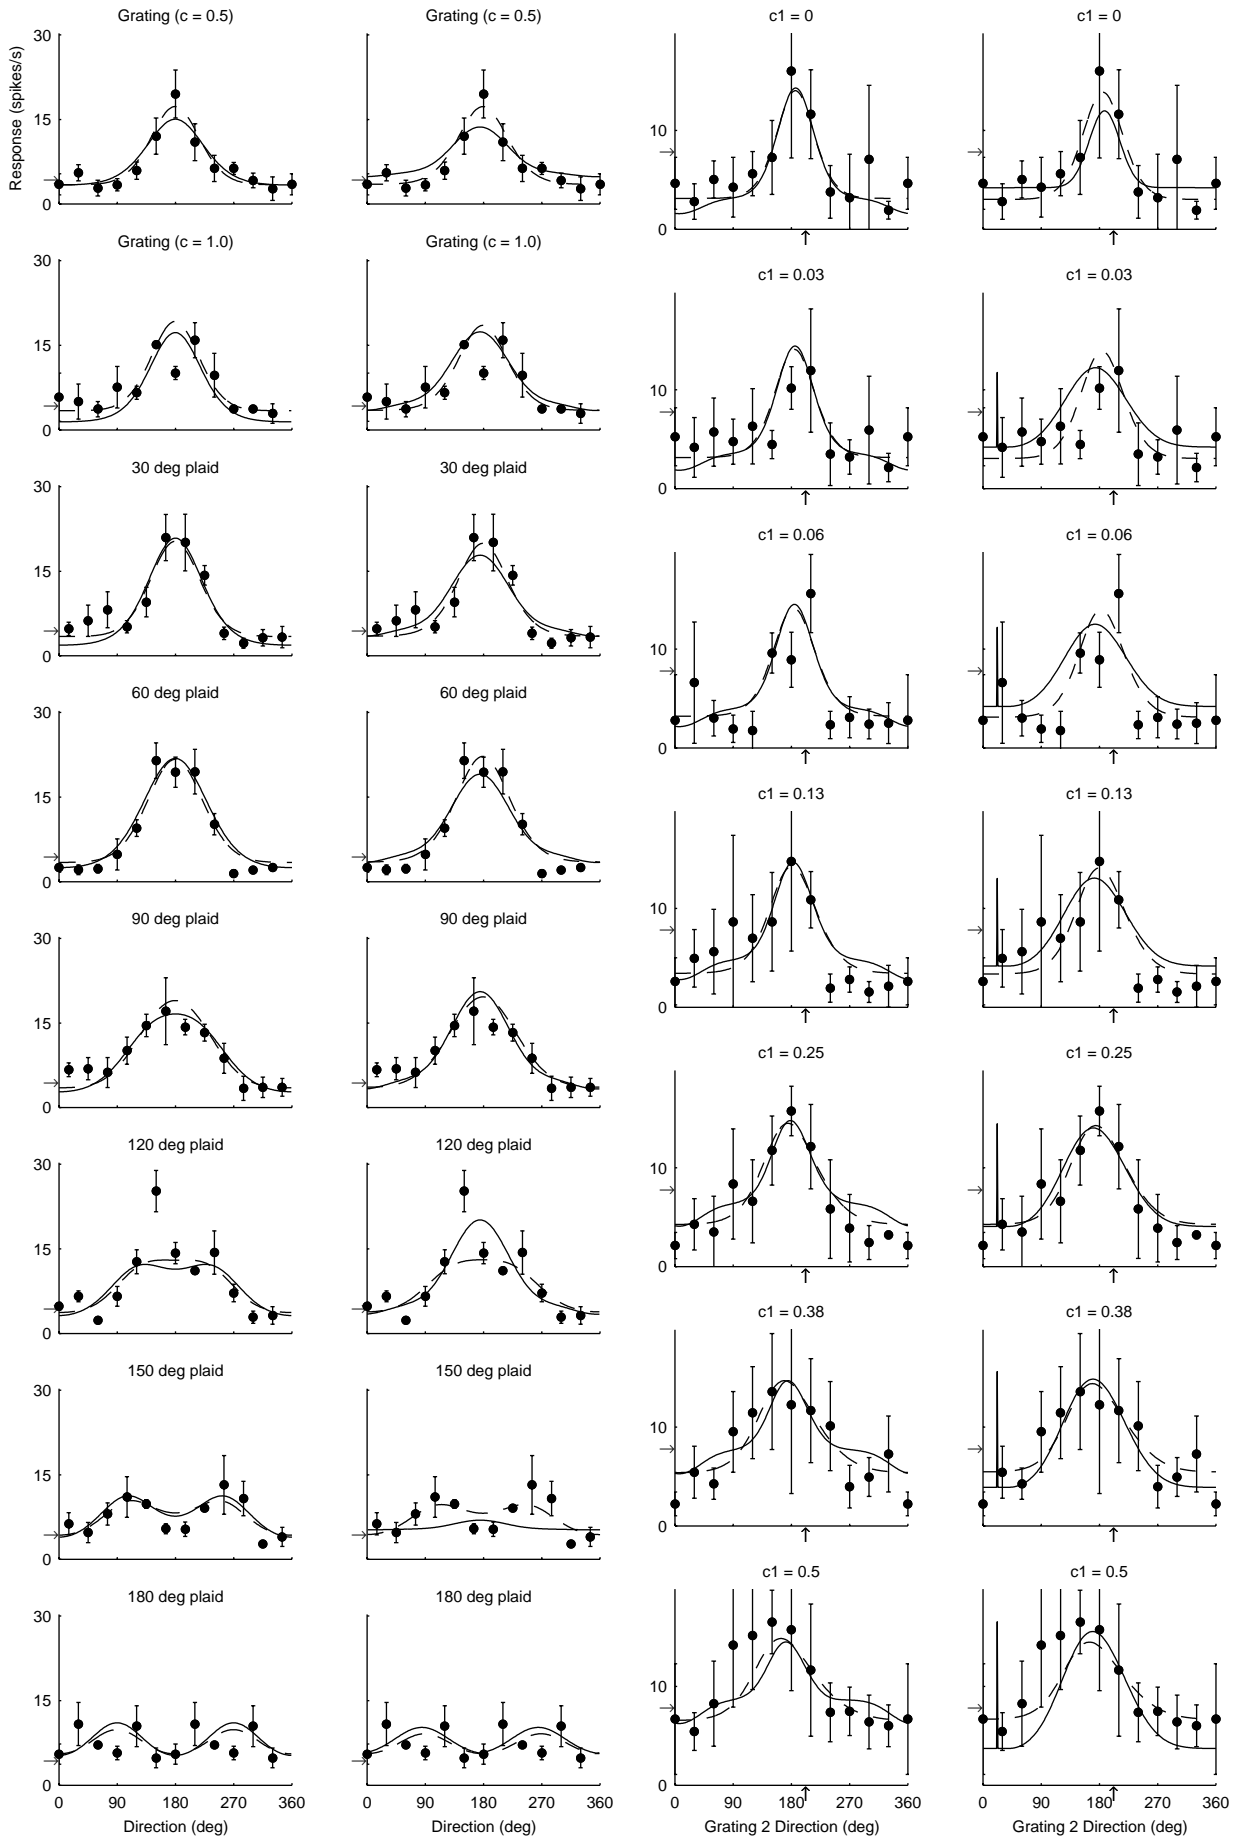 Grating (c = 0.5)
Grating (c = 0.5)
c1 = 0
c1 = 0
Response (spikes/s)
30
15
0
10
0
Grating (c = 1.0)
Grating (c = 1.0)
c1 = 0.03
c1 = 0.03
30
15
0
10
0
30 deg plaid
30 deg plaid
c1 = 0.06
c1 = 0.06
30
15
0
10
0
60 deg plaid
60 deg plaid
c1 = 0.13
c1 = 0.13
30
15
0
10
0
90 deg plaid
90 deg plaid
c1 = 0.25
c1 = 0.25
30
15
0
10
0
120 deg plaid
120 deg plaid
c1 = 0.38
c1 = 0.38
30
15
0
10
0
150 deg plaid
150 deg plaid
c1 = 0.5
c1 = 0.5
30
15
0
10
0
180 deg plaid
180 deg plaid
30
15
0
0 90 180 270 360
0 90 180 270 360
0 90 180 270 360
0 90 180 270 360
Direction (deg)
Direction (deg)
Grating 2 Direction (deg)
Grating 2 Direction (deg)